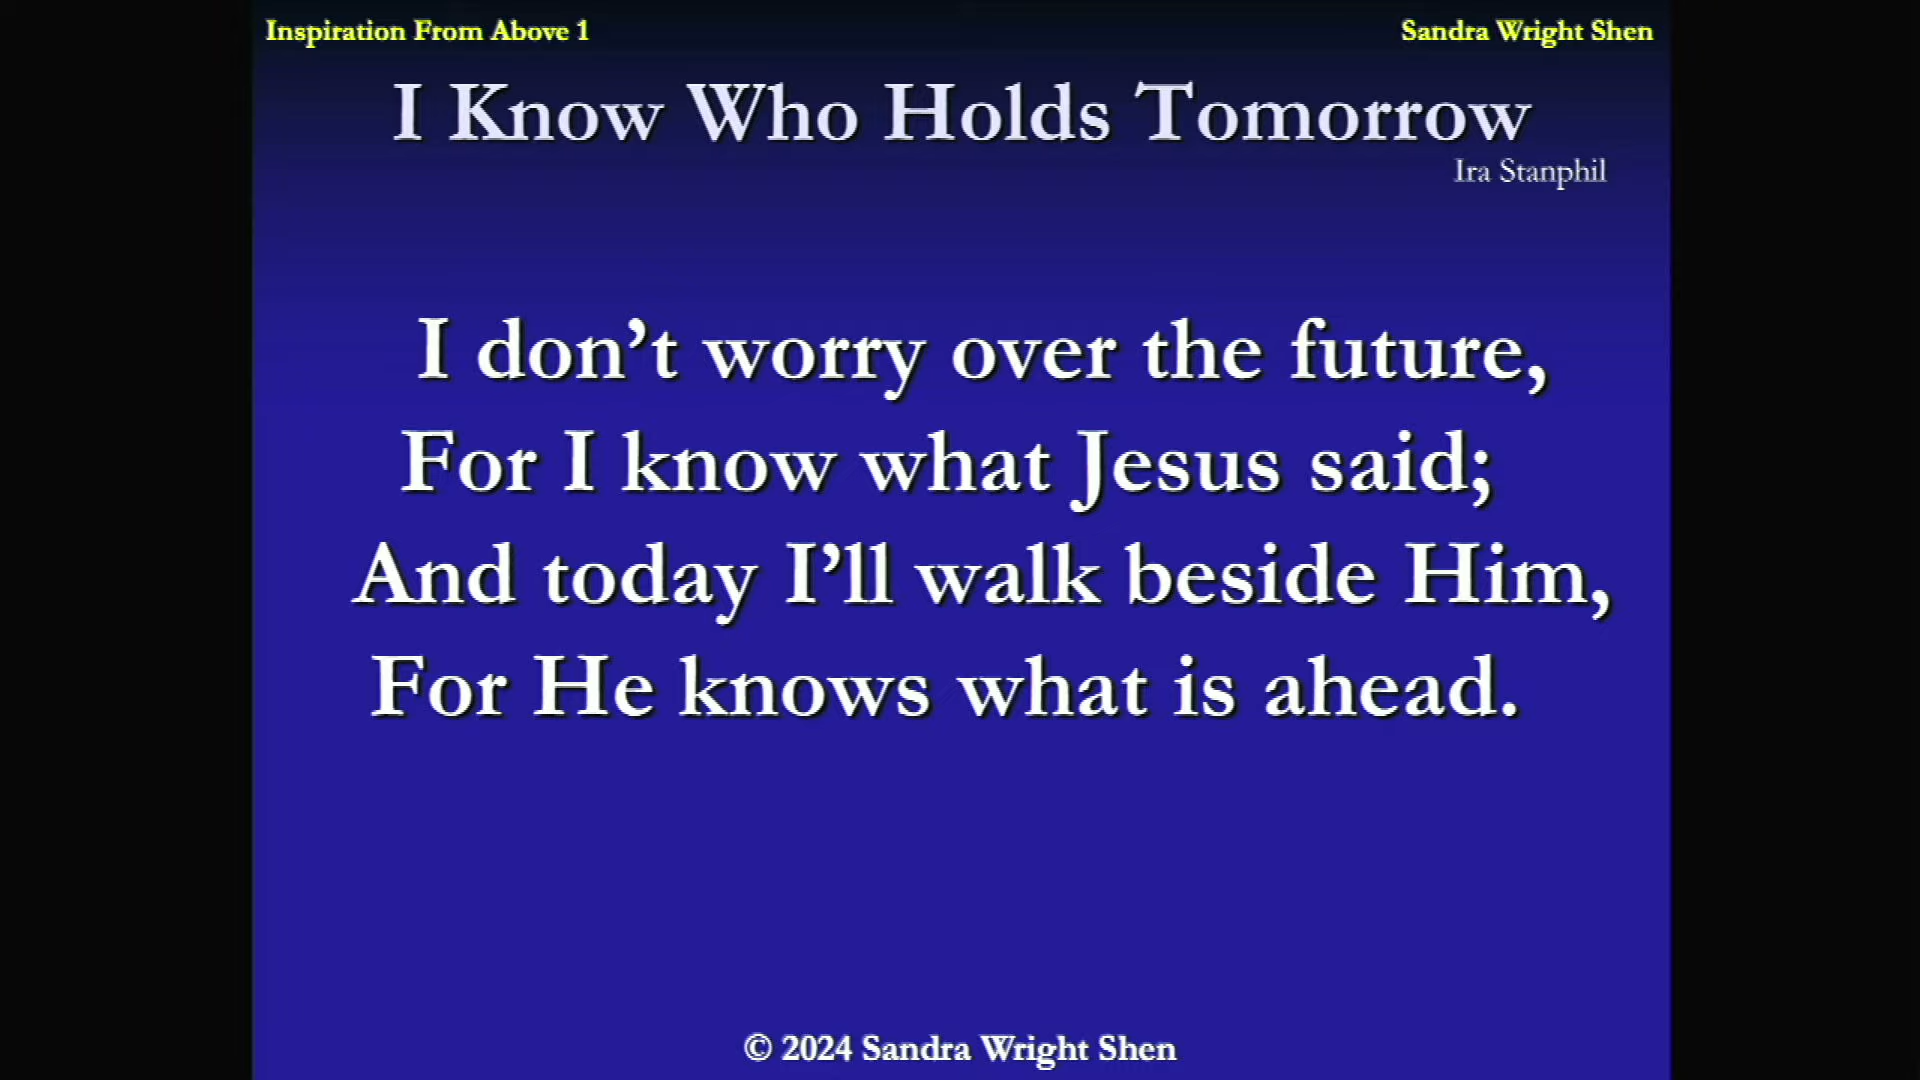 Inspiration From Above 1
Sandra Wright Shen
I Know Who Holds Tomorrow
Ira Stanphil
I don’t worry over the future,
For I know what Jesus said;
And today I’ll walk beside Him,
For He knows what is ahead.
© 2024 Sandra Wright Shen